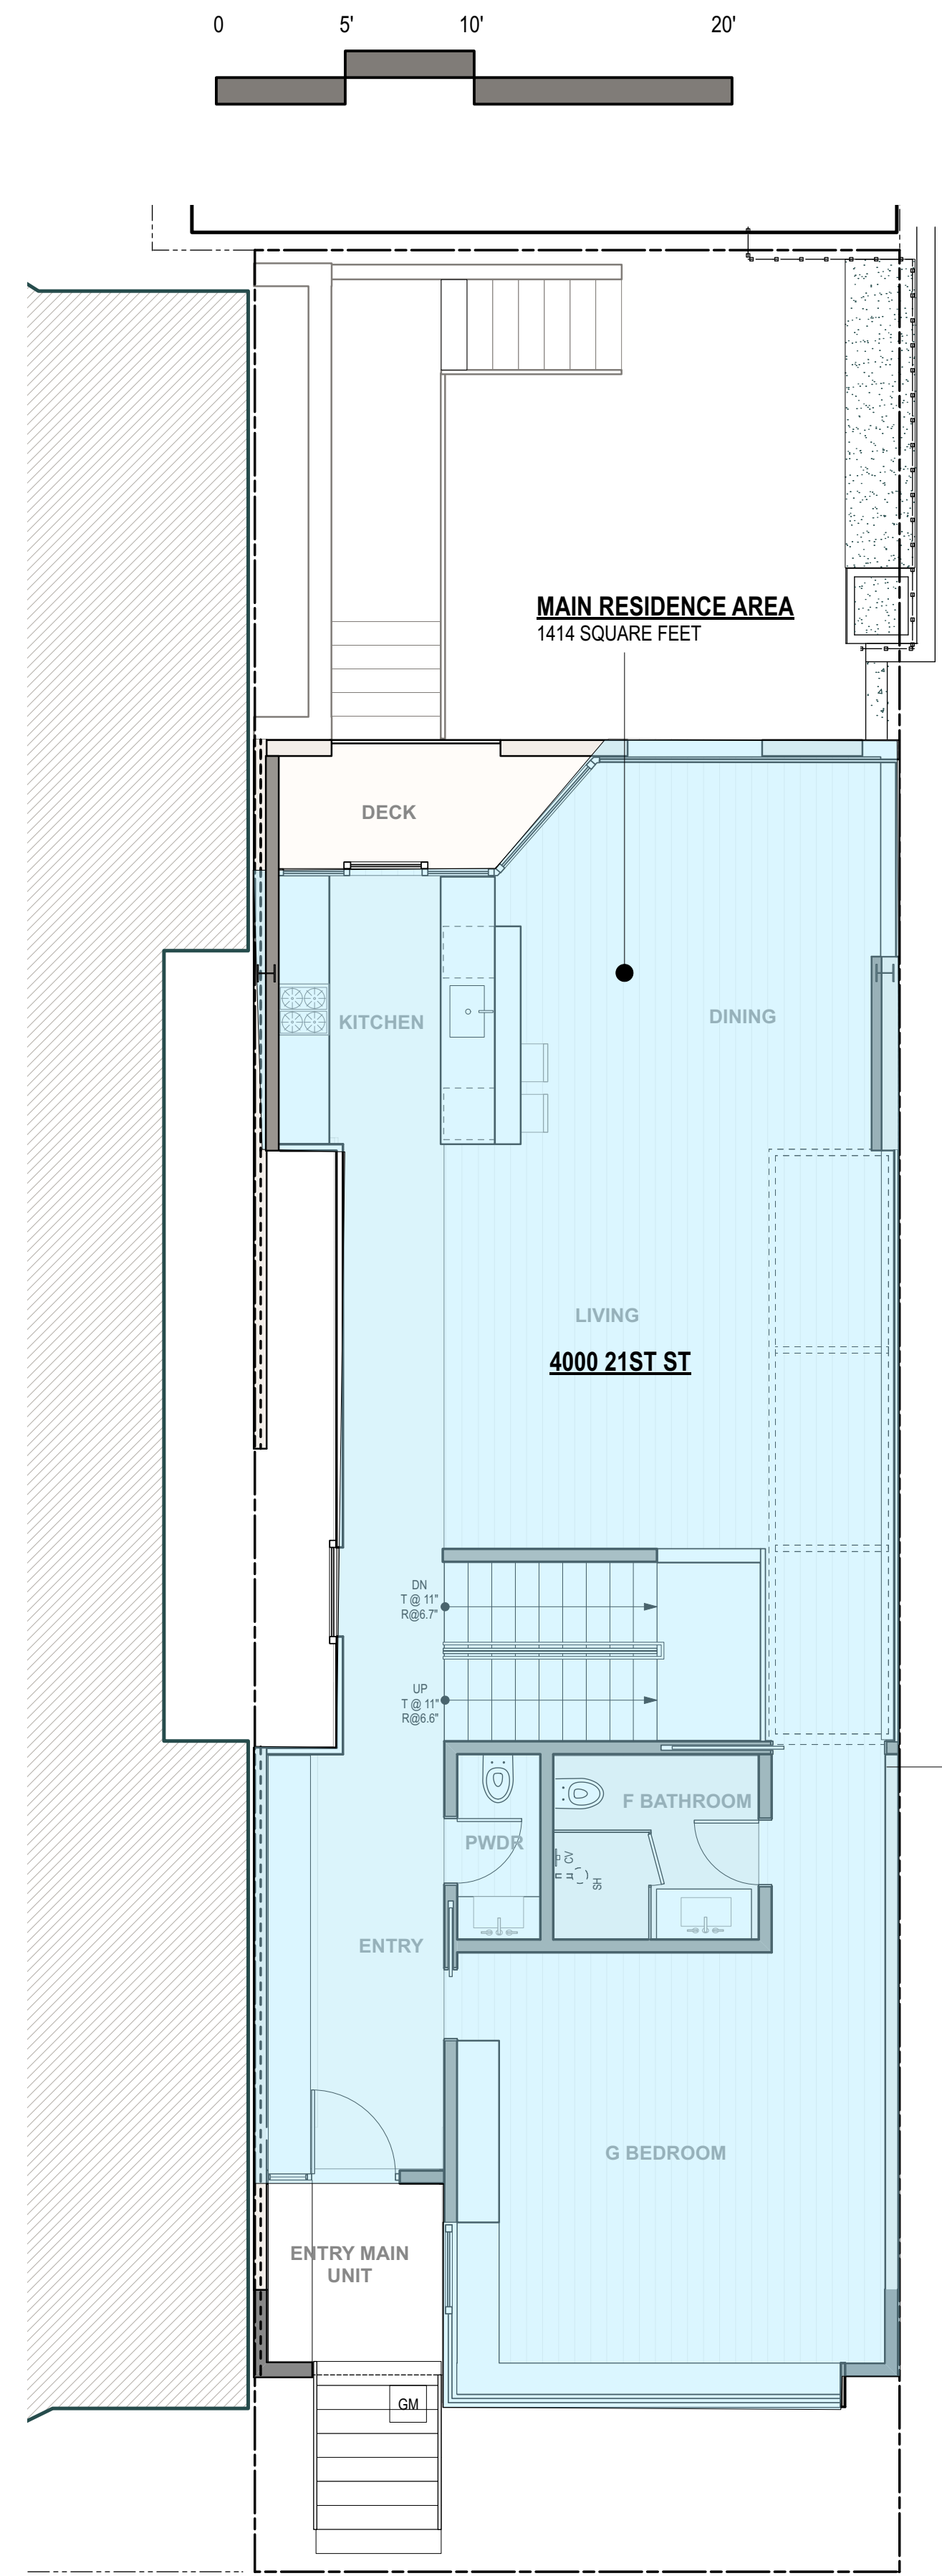 0 5' 10' 20'
MAIN RESIDENCE AREA
1414 SQUARE FEET
DECK
KITCHEN
DINING
LIVING
4000 21ST ST
DN
T @ 11"
R@6.7"
UP
T @ 11"
R@6.6"
F BATHROOM
PWDR
CV
SH
ENTRY
G BEDROOM
ENTRY MAIN
UNIT
GM